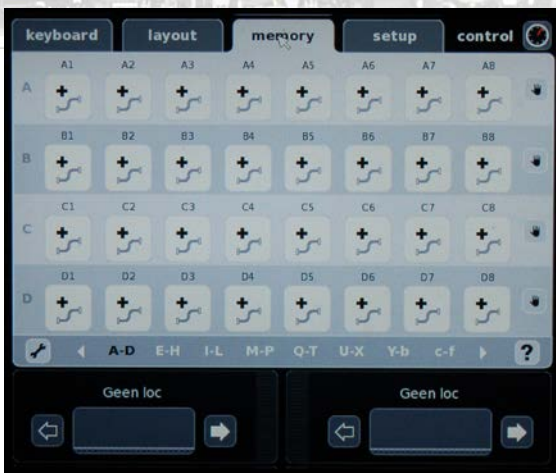 keyboard layout memory setup control
A1 A2 A3 A4 A5 A6 A7 A8
A
B1 B2 B3 B4 B5 B6 B7 B8
B
C1 C2 C3 C4 C5 C6 C7 C8
C
D1 D2 D3 D4 D5 D6 D7 D8
D
A-D E-H I-L M-P Q-T U-X Y-b c-f ?
Geen loc Geen loc